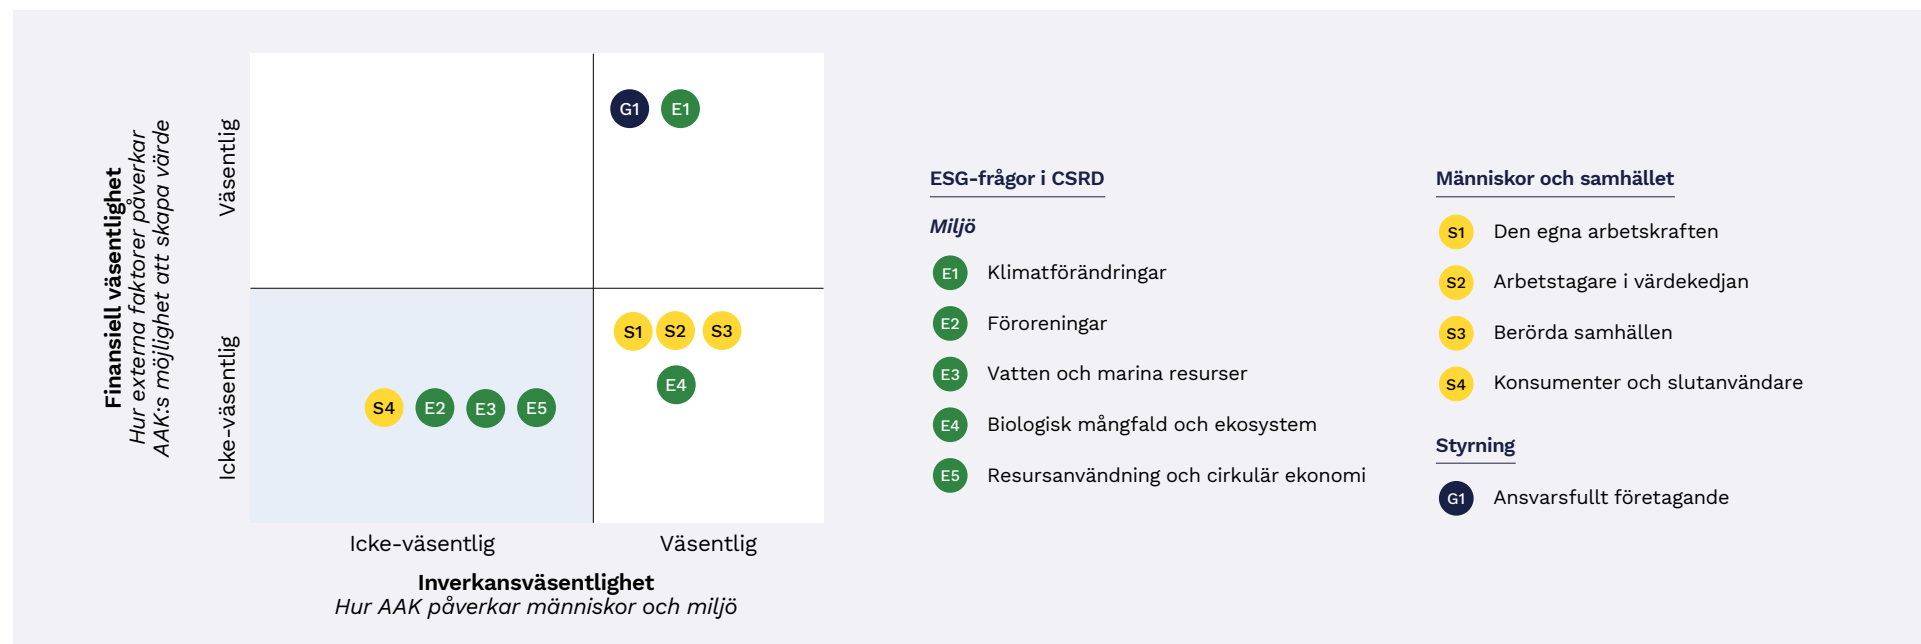 Finansiell väsentlighet
Hur externa faktorer påverkar
AAK:s möjlighet att skapa värde
Väsentlig
Icke-väsentlig
G1
E1
S1
S2
S3
E4
S4
E2
E3
E5
Icke-väsentlig
Väsentlig
Inverkansväsentlighet
Hur AAK påverkar människor och miljö
ESG-frågor i CSRD
Miljö
E1 Klimatförändringar
E2 Föroreningar
E3 Vatten och marina resurser
E4 Biologisk mångfald och ekosystem
E5 Resursanvändning och cirkulär ekonomi
Människor och samhället
S1 Den egna arbetskraften
S2 Arbetstagare i värdekedjan
S3 Berörda samhällen
S4 Konsumenter och slutanvändare
Styrning
G1 Ansvarsfullt företagande